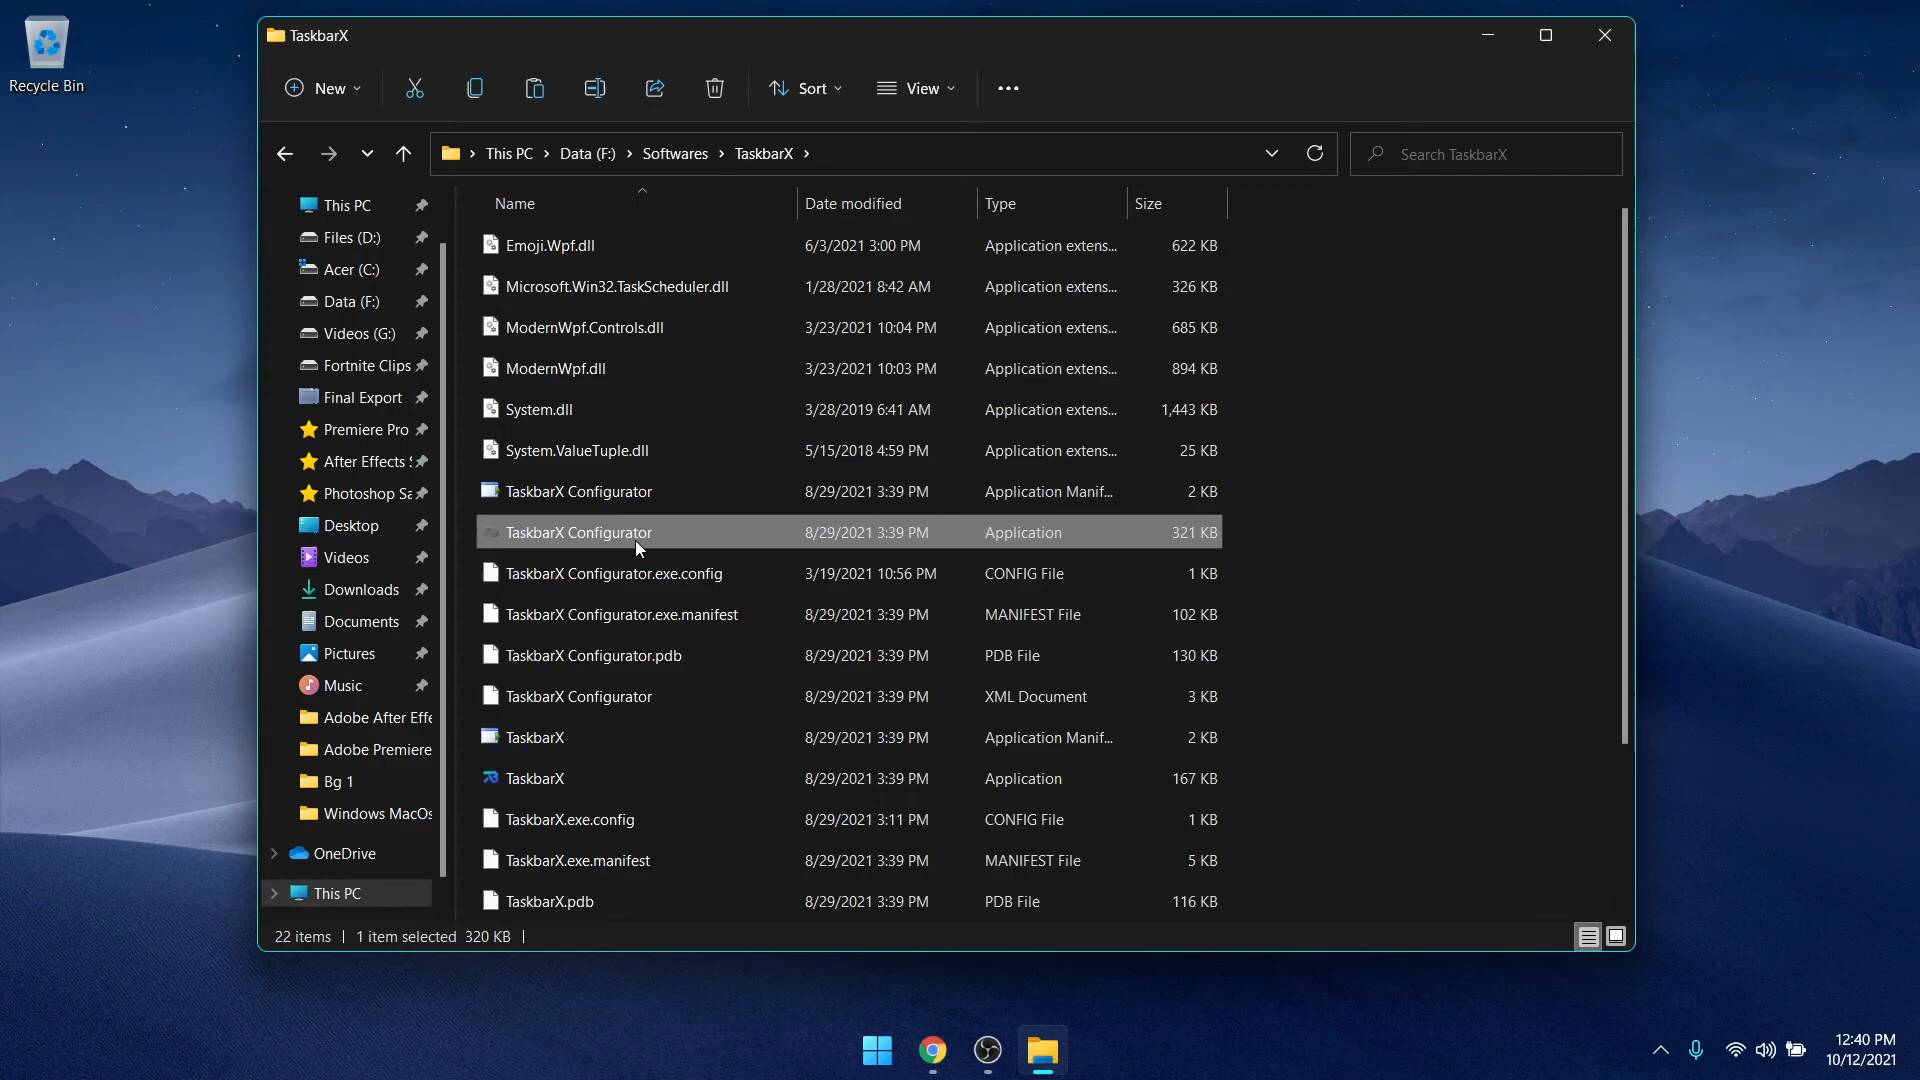 Recycle Bin
TaskbarX
New
Sort
View
This PC
Data (F:)
Softwares
TaskbarX
Search TaskbarX
Name
Date modified
Type
Size
This PC
Files (D:)
Acer (C:)
Data (F:)
Videos (G:)
Fortnite Clips
Final Export
Premiere Pro
After Effects
Photoshop Sa
Desktop
Videos
Downloads
Documents
Pictures
Music
Adobe After Effe
Adobe Premiere
Bg 1
Windows MacOs
OneDrive
This PC
Emoji.Wpf.dll 6/3/2021 3:00 PM Application extens... 622 KB
Microsoft.Win32.TaskScheduler.dll 1/28/2021 8:42 AM Application extens... 326 KB
ModernWpf.Controls.dll 3/23/2021 10:04 PM Application extens... 685 KB
ModernWpf.dll 3/23/2021 10:03 PM Application extens... 894 KB
System.dll 3/28/2019 6:41 AM Application extens... 1,443 KB
System.ValueTuple.dll 5/15/2018 4:59 PM Application extens... 25 KB
TaskbarX Configurator 8/29/2021 3:39 PM Application Manif... 2 KB
TaskbarX Configurator 8/29/2021 3:39 PM Application 321 KB
TaskbarX Configurator.exe.config 3/19/2021 10:56 PM CONFIG File 1 KB
TaskbarX Configurator.exe.manifest 8/29/2021 3:39 PM MANIFEST File 102 KB
TaskbarX Configurator.pdb 8/29/2021 3:39 PM PDB File 130 KB
TaskbarX Configurator 8/29/2021 3:39 PM XML Document 3 KB
TaskbarX 8/29/2021 3:39 PM Application Manif... 2 KB
TaskbarX 8/29/2021 3:39 PM Application 167 KB
TaskbarX.exe.config 8/29/2021 3:11 PM CONFIG File 1 KB
TaskbarX.exe.manifest 8/29/2021 3:39 PM MANIFEST File 5 KB
TaskbarX.pdb 8/29/2021 3:39 PM PDB File 116 KB
22 items 1 item selected 320 KB
12:40 PM
10/12/2021